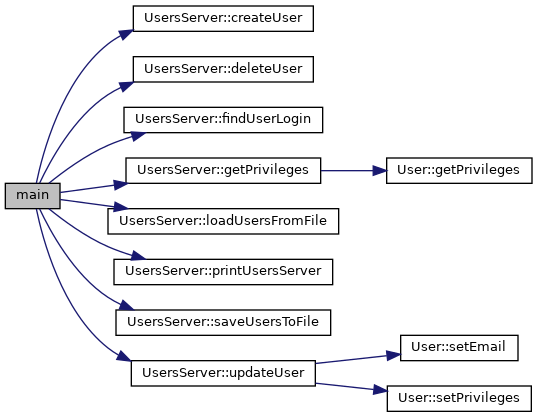 main
UsersServer::createUser
UsersServer::deleteUser
UsersServer::findUserLogin
UsersServer::getPrivileges
User::getPrivileges
UsersServer::loadUsersFromFile
UsersServer::printUsersServer
UsersServer::saveUsersToFile
UsersServer::updateUser
User::setEmail
User::setPrivileges